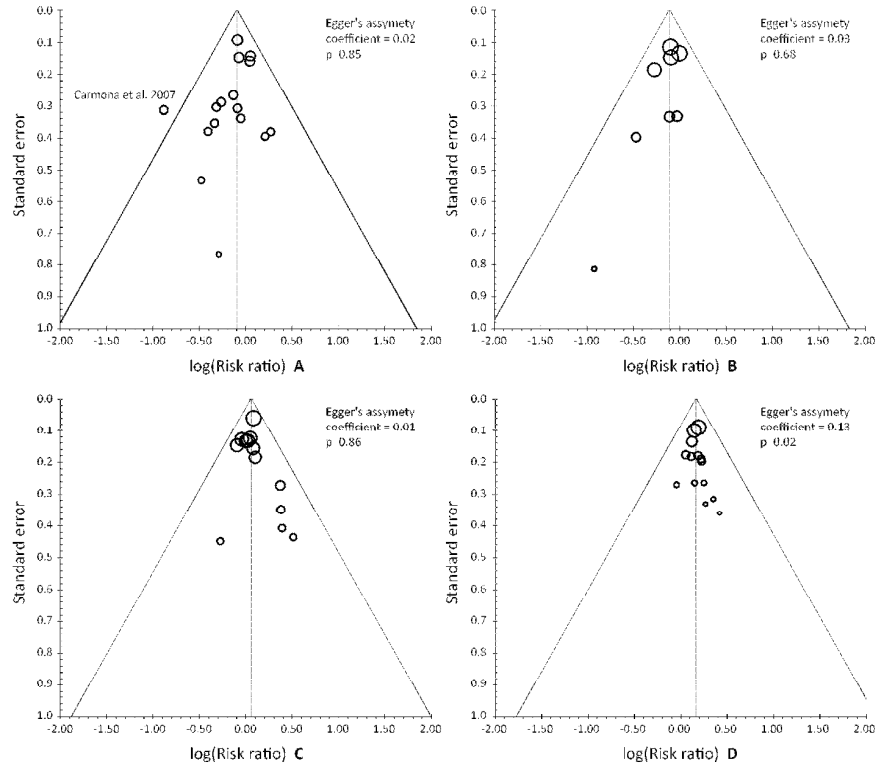 Egger's assymety
coefficient = 0.02
p 0.85
Carmona et al. 2007
Standard error
0.0
0.1
0.2
0.3
0.4
0.5
0.6
0.7
0.8
0.9
1.0
-2.00 -1.50 -1.00 -0.50 0.00 0.50 1.00 1.50 2.00
log(Risk ratio) A
Egger's assymety
coefficient = 0.03
p 0.68
Standard error
0.0
0.1
0.2
0.3
0.4
0.5
0.6
0.7
0.8
0.9
1.0
-2.00 -1.50 -1.00 -0.50 0.00 0.50 1.00 1.50 2.00
log(Risk ratio) B
Egger's assymety
coefficient = 0.01
p 0.86
Standard error
0.0
0.1
0.2
0.3
0.4
0.5
0.6
0.7
0.8
0.9
1.0
-2.00 -1.50 -1.00 -0.50 0.00 0.50 1.00 1.50 2.00
log(Risk ratio) C
Egger's assymety
coefficient = 0.13
p 0.02
Standard error
0.0
0.1
0.2
0.3
0.4
0.5
0.6
0.7
0.8
0.9
1.0
-2.00 -1.50 -1.00 -0.50 0.00 0.50 1.00 1.50 2.00
log(Risk ratio) D